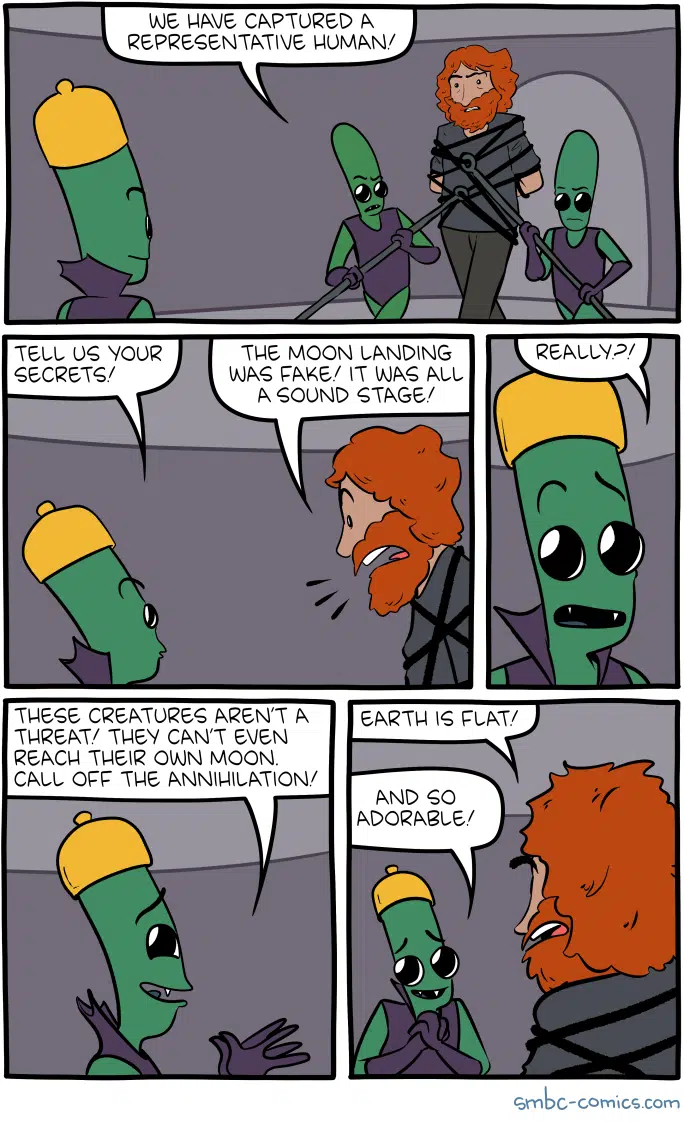 WE HAVE CAPTURED A
REPRESENTATIVE HUMAN!
TELL US YOUR
SECRETS!
THE MOON LANDING
WAS FAKE! IT WAS ALL
A SOUND STAGE!
REALLY?!
THESE CREATURES AREN'T A
THREAT! THEY CAN'T EVEN
REACH THEIR OWN MOON.
CALL OFF THE ANNIHILATION!
EARTH IS FLAT!
AND SO
ADORABLE!
smbc-comics.com